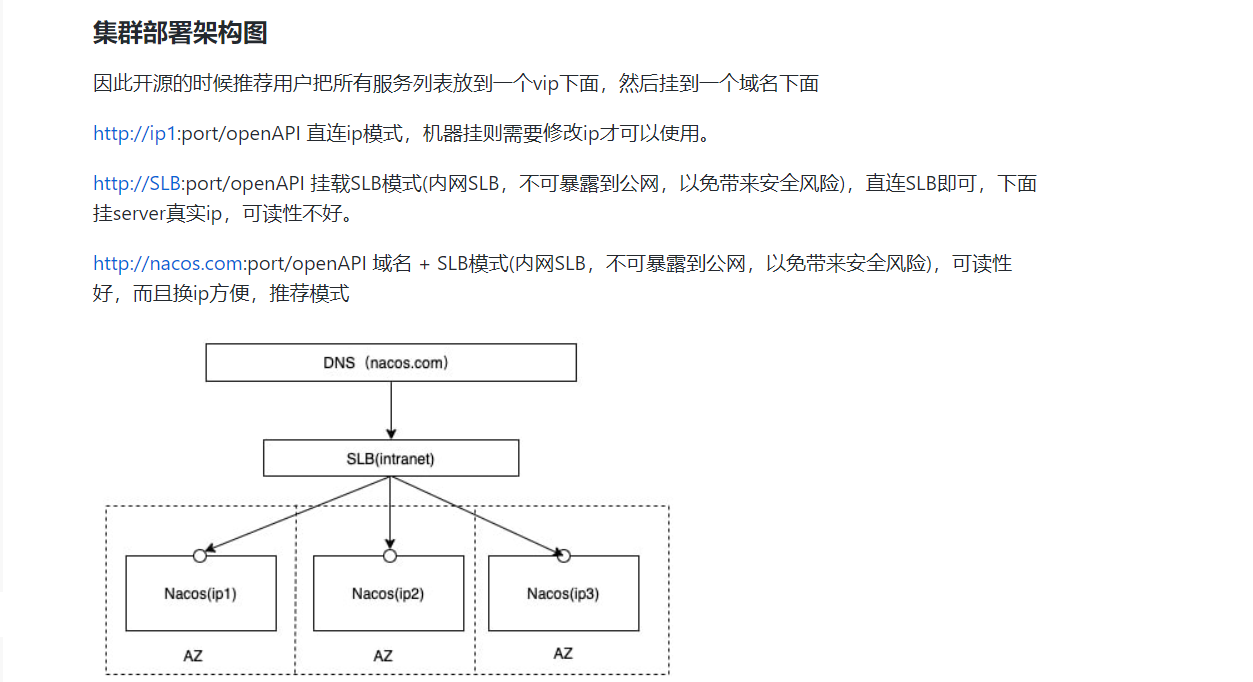 集群部署架构图
因此开源的时候推荐用户把所有服务列表放到一个vip下面，然后挂到一个域名下面
http://ip1:port/openAPI 直连ip模式，机器挂则需要修改ip才可以使用。
http://SLB:port/openAPI 挂载SLB模式(内网SLB，不可暴露到公网，以免带来安全风险)，直连SLB即可，下面
挂server真实ip，可读性不好。
http://nacos.com:port/openAPI 域名 + SLB模式(内网SLB，不可暴露到公网，以免带来安全风险)，可读性
好，而且换ip方便，推荐模式
DNS（nacos.com）
SLB(intranet)
Nacos(ip1)
Nacos(ip2)
Nacos(ip3)
AZ
AZ
AZ